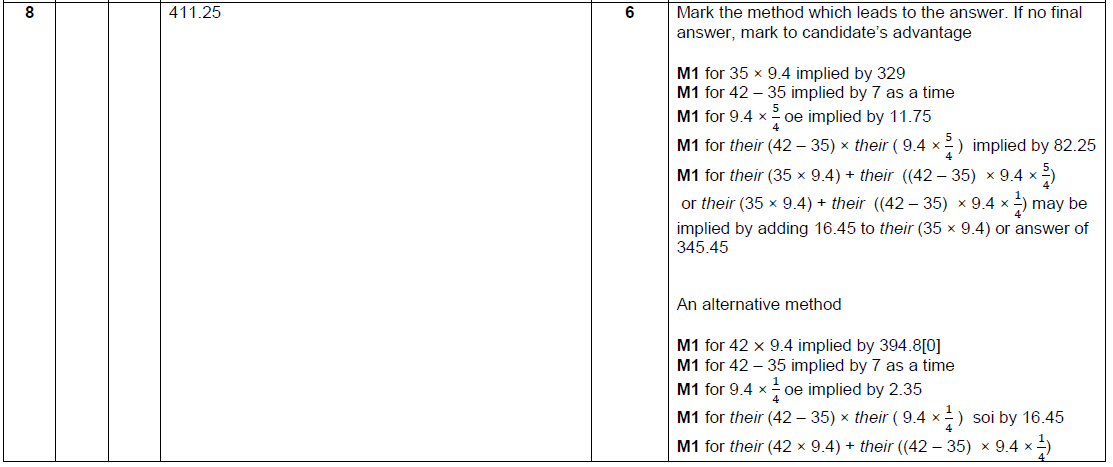 8 411.25 6 Mark the method which leads to the answer. If no final
answer, mark to candidate's advantage
M1 for 35 × 9.4 implied by 329
M1 for 42 – 35 implied by 7 as a time
M1 for 9.4 × 5/4 oe implied by 11.75
M1 for their (42 – 35) × their ( 9.4 × 5/4 ) implied by 82.25
M1 for their (35 × 9.4) + their ((42 – 35) × 9.4 × 5/4)
or their (35 × 9.4) + their ((42 – 35) × 9.4 × 1/4) may be
implied by adding 16.45 to their (35 × 9.4) or answer of
345.45
An alternative method
M1 for 42 × 9.4 implied by 394.8[0]
M1 for 42 – 35 implied by 7 as a time
M1 for 9.4 × 1/4 oe implied by 2.35
M1 for their (42 – 35) × their ( 9.4 × 1/4 ) soi by 16.45
M1 for their (42 × 9.4) + their ((42 – 35) × 9.4 × 1/4)